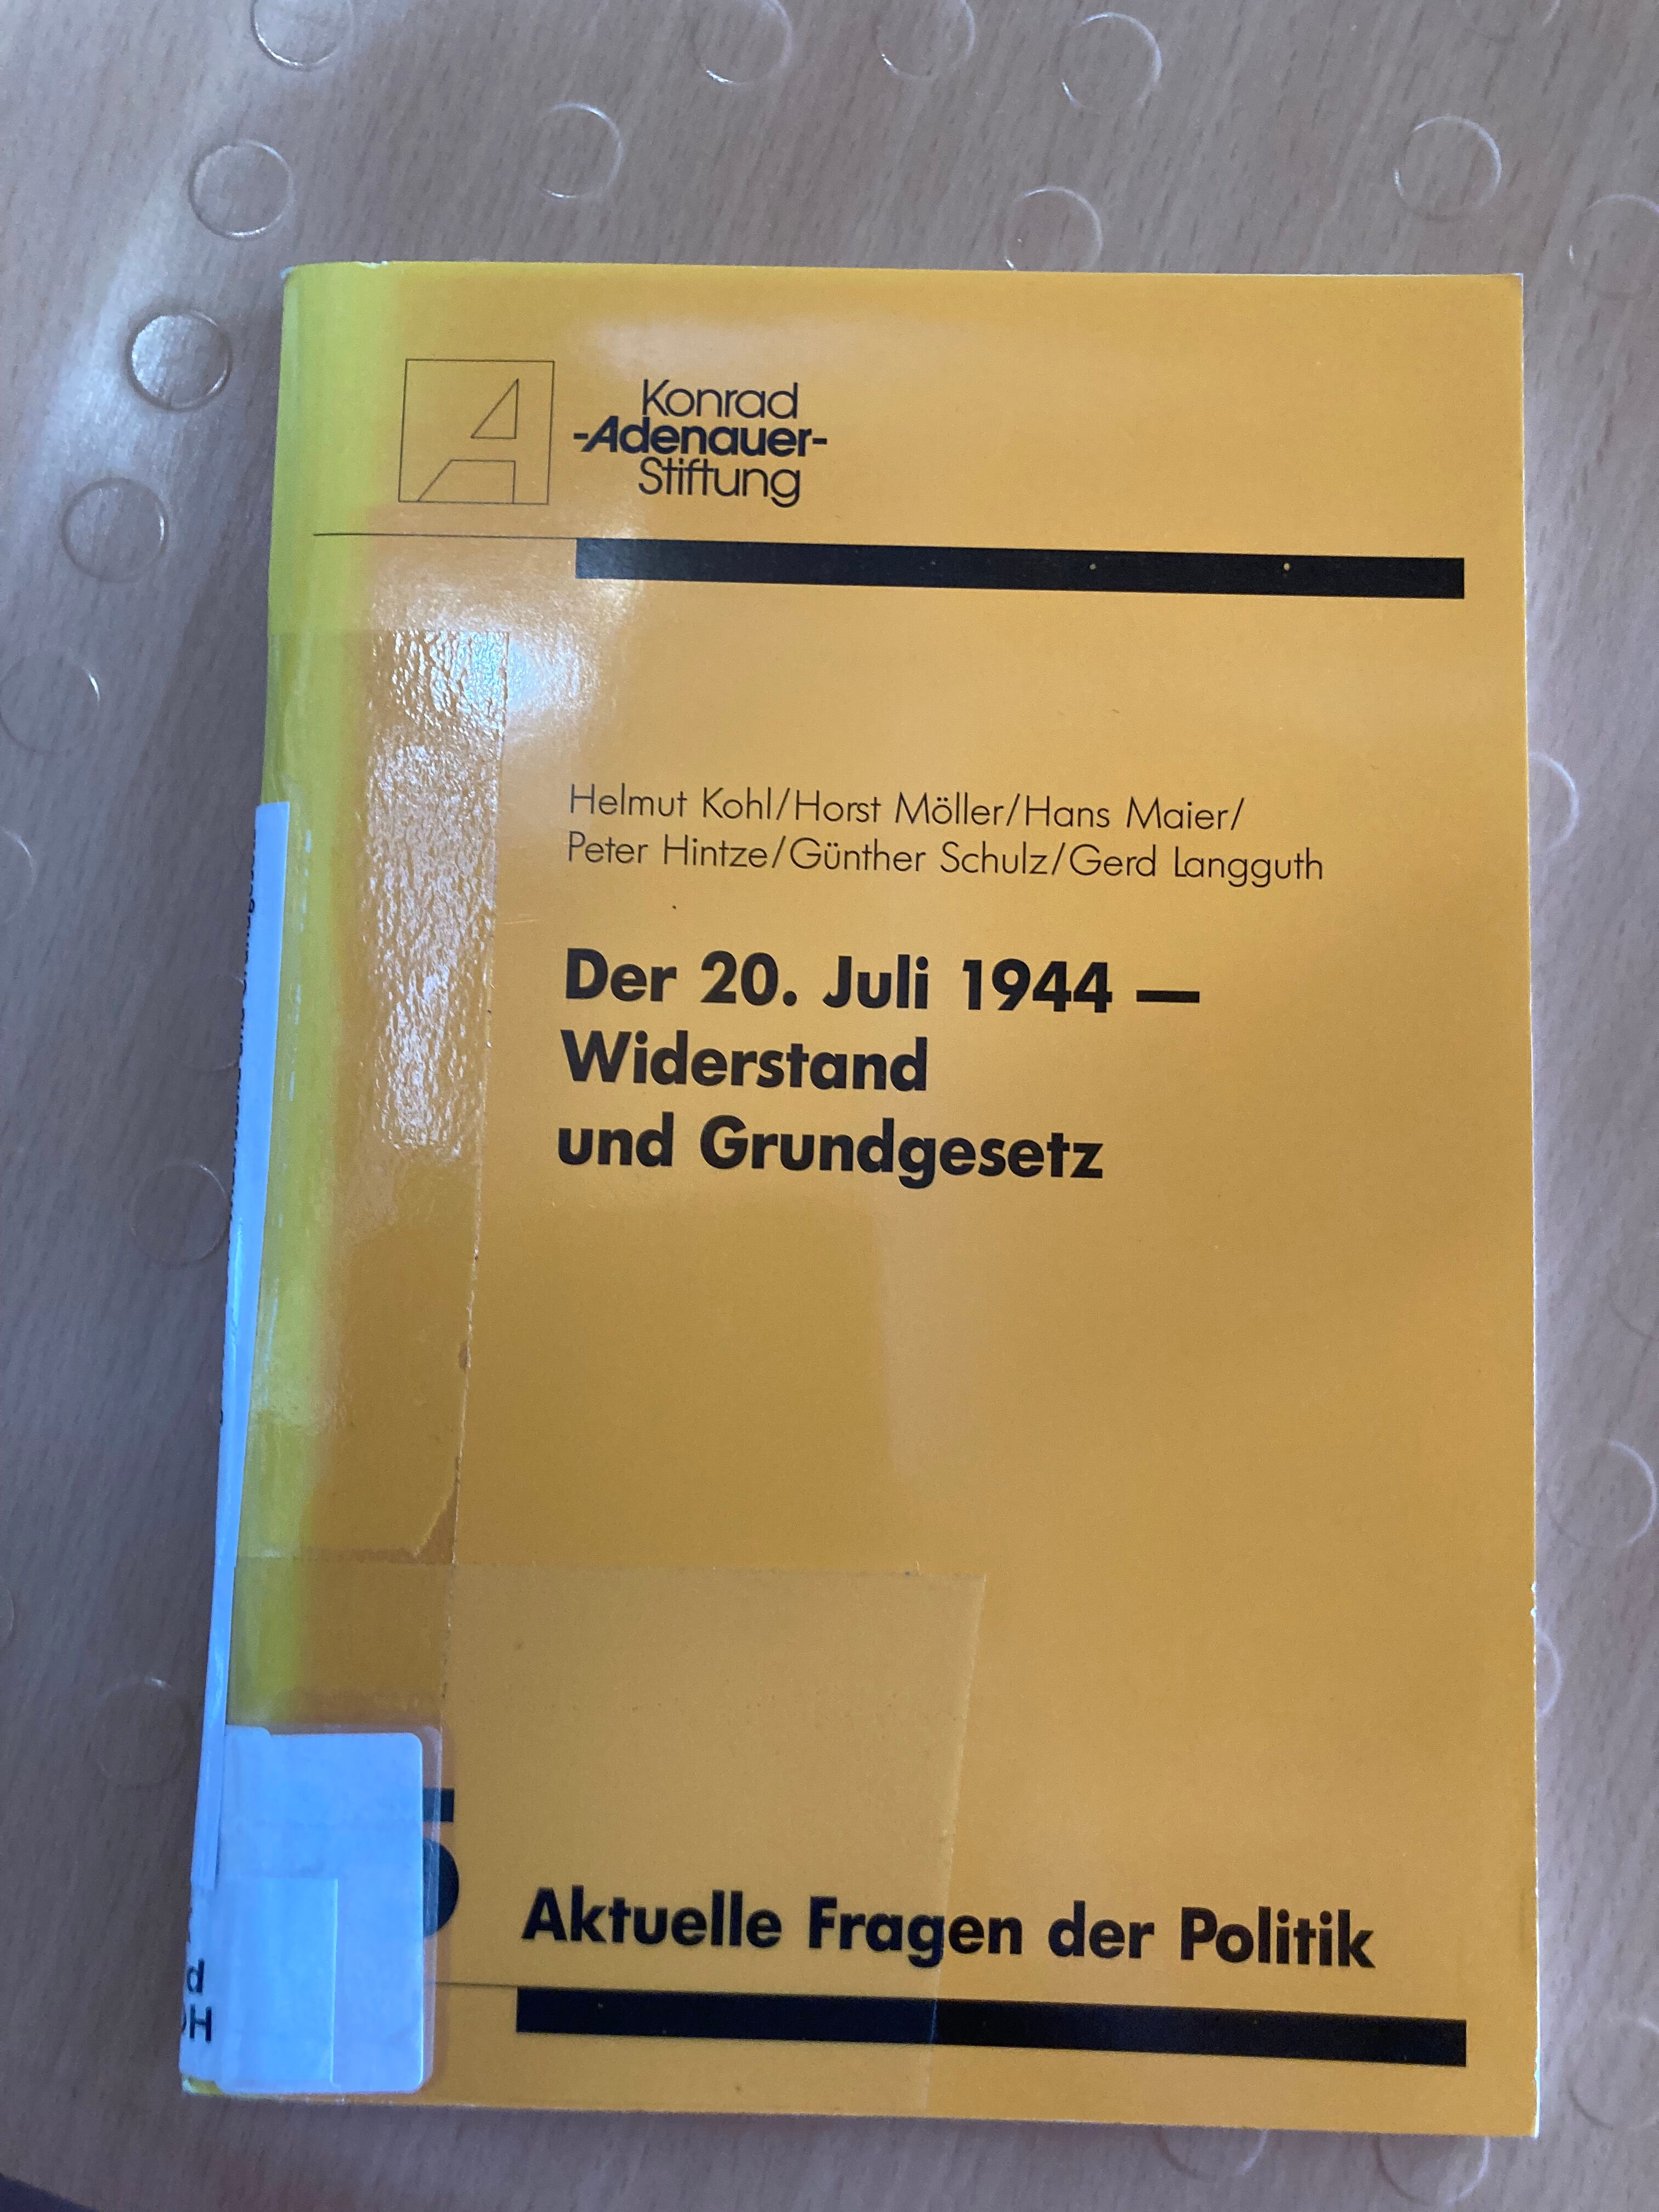 Konrad
-Adenauer-
Stiftung
Helmut Kohl/Horst Möller/Hans Maier/
Peter Hintze/Günther Schulz/Gerd Langguth
Der 20. Juli 1944 —
Widerstand
und Grundgesetz
Aktuelle Fragen der Politik